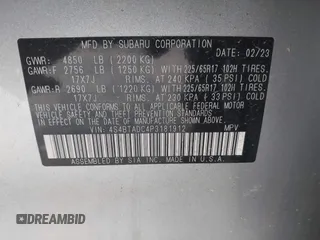 MFD BY SUBARU CORPORATION
GVWR: 4850 LB (2200 KG) DATE: 02/23
GAWR:F 2756 LB (1250 KG) WITH 225/65R17 102H TIRES,
17X7J RIMS, AT 240 KPA (35 PSI) COLD
GAWR:R 2690 LB (1220 KG) WITH 225/65R17 102H TIRES,
17X7J RIMS, AT 230 KPA (33 PSI) COLD
THIS VEHICLE CONFORMS TO ALL APPLICABLE
FEDERAL MOTOR VEHICLE SAFETY, BUMPER, AND
THEFT PREVENTION STANDARDS IN EFFECT ON THE
DATE OF MANUFACTURE SHOWN ABOVE.
VIN: 4S4BTADC4P3181912 MPV
ASSEMBLED BY SIA INC. MADE IN U.S.A.
DREAMBID
DREAMBID.COM